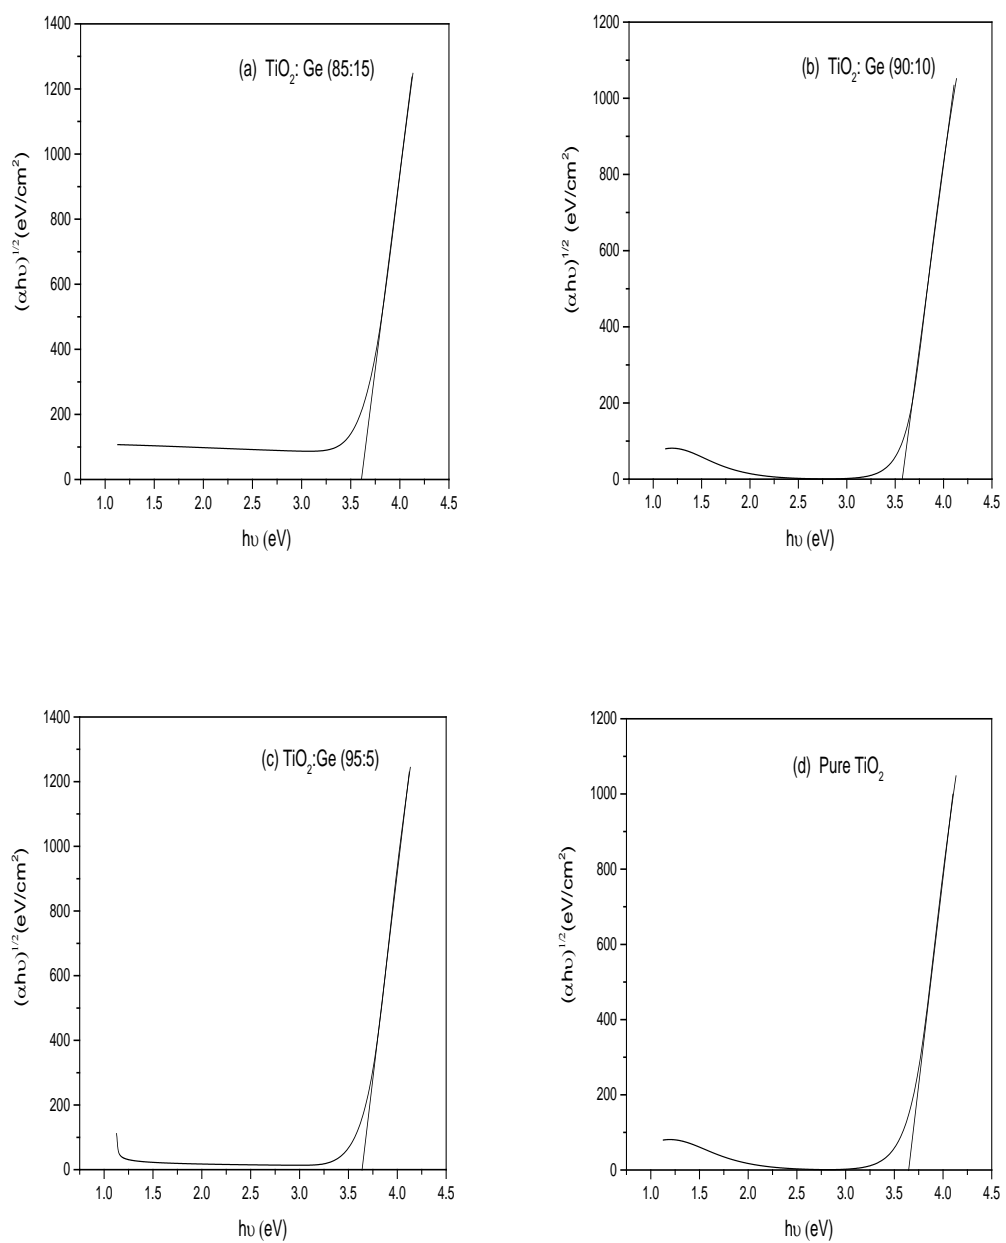 (a) TiO₂: Ge (85:15)
(αhυ)¹/²(eV/cm²)
1400
1200
1000
800
600
400
200
0
1.0 1.5 2.0 2.5 3.0 3.5 4.0 4.5
hυ (eV)
(b) TiO₂: Ge (90:10)
(αhυ)¹/² (eV/cm²)
1200
1000
800
600
400
200
0
1.0 1.5 2.0 2.5 3.0 3.5 4.0 4.5
hυ (eV)
(c) TiO₂:Ge (95:5)
(αhυ)¹/²(eV/cm²)
1400
1200
1000
800
600
400
200
0
1.0 1.5 2.0 2.5 3.0 3.5 4.0 4.5
hυ (eV)
(d) Pure TiO₂
(αhυ)¹/²(eV/cm²)
1200
1000
800
600
400
200
0
1.0 1.5 2.0 2.5 3.0 3.5 4.0 4.5
hυ (eV)